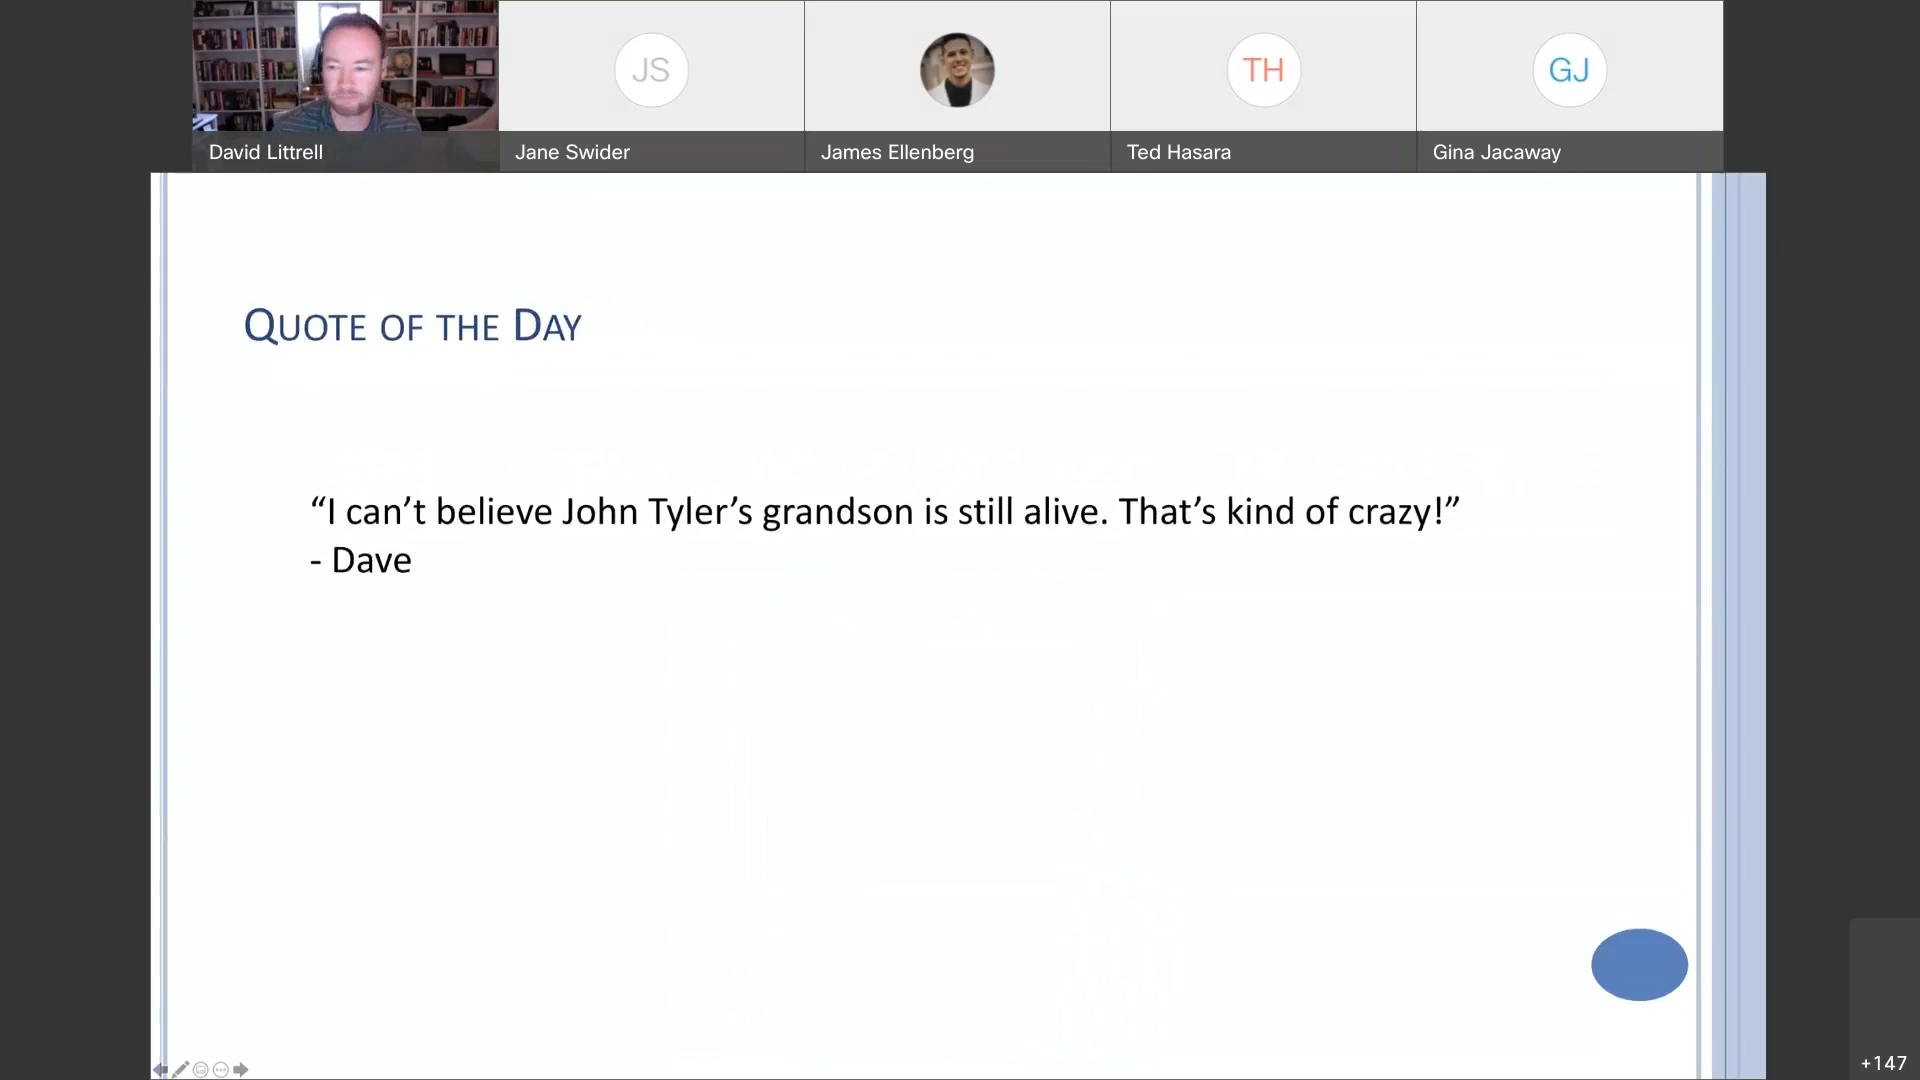 JS
TH
GJ
David Littrell
Jane Swider
James Ellenberg
Ted Hasara
Gina Jacaway
Quote of the Day
“I can’t believe John Tyler’s grandson is still alive. That’s kind of crazy!”
- Dave
+147